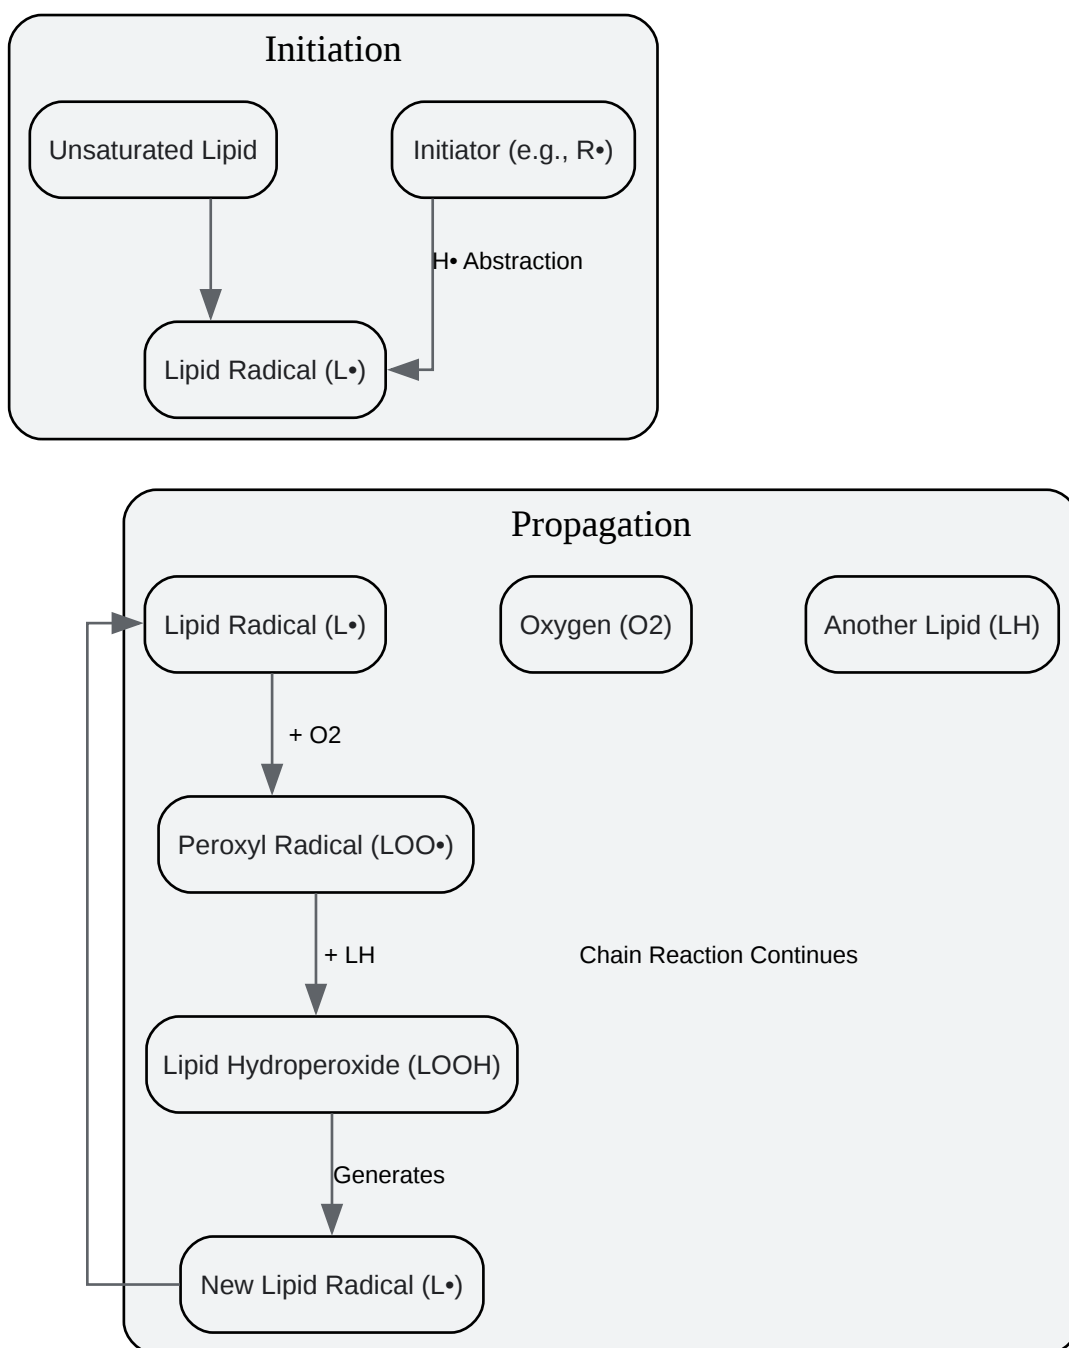 Initiation
Unsaturated Lipid
Initiator (e.g., R•)
H• Abstraction
Lipid Radical (L•)
Propagation
Lipid Radical (L•)
Oxygen (O2)
Another Lipid (LH)
+ O2
Peroxyl Radical (LOO•)
+ LH
Chain Reaction Continues
Lipid Hydroperoxide (LOOH)
Generates
New Lipid Radical (L•)